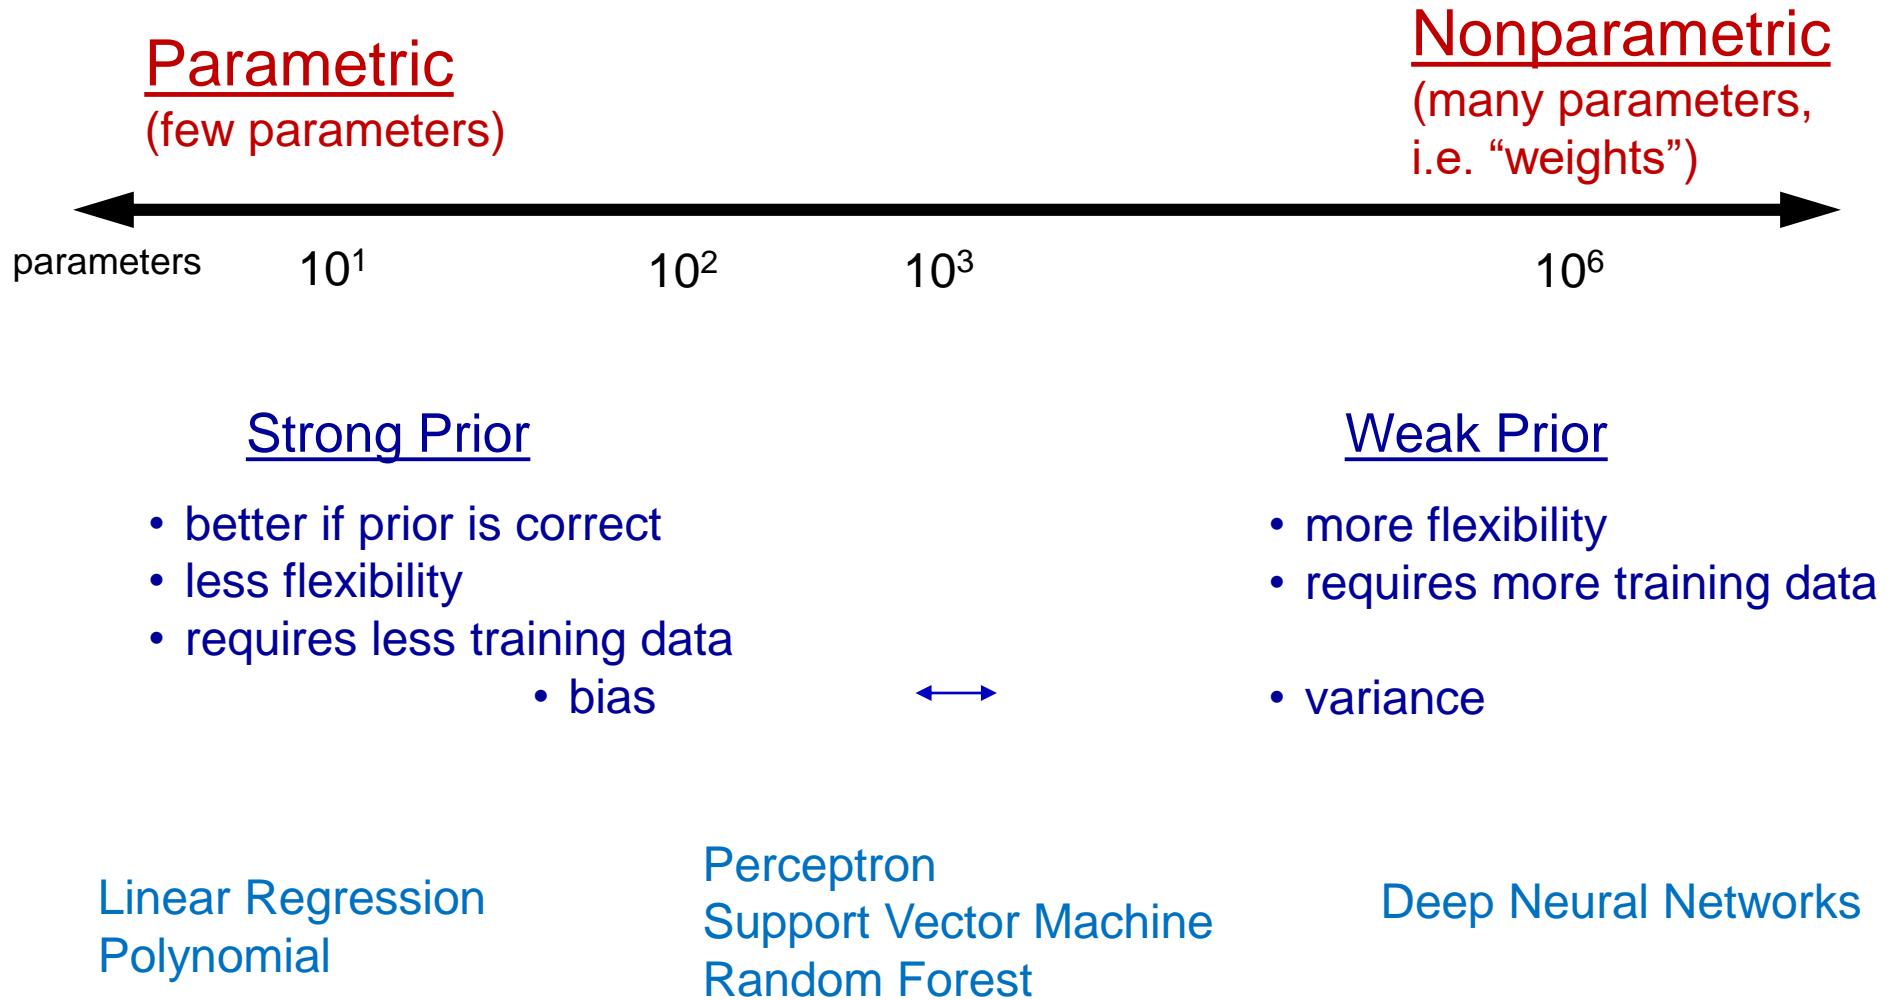 Parametric
(few parameters)
Nonparametric
(many parameters,
i.e. “weights”)
parameters 10¹ 10² 10³ 10⁶
Strong Prior
• better if prior is correct
• less flexibility
• requires less training data
• bias
Weak Prior
• more flexibility
• requires more training data
• variance
Linear Regression
Polynomial
Perceptron
Support Vector Machine
Random Forest
Deep Neural Networks